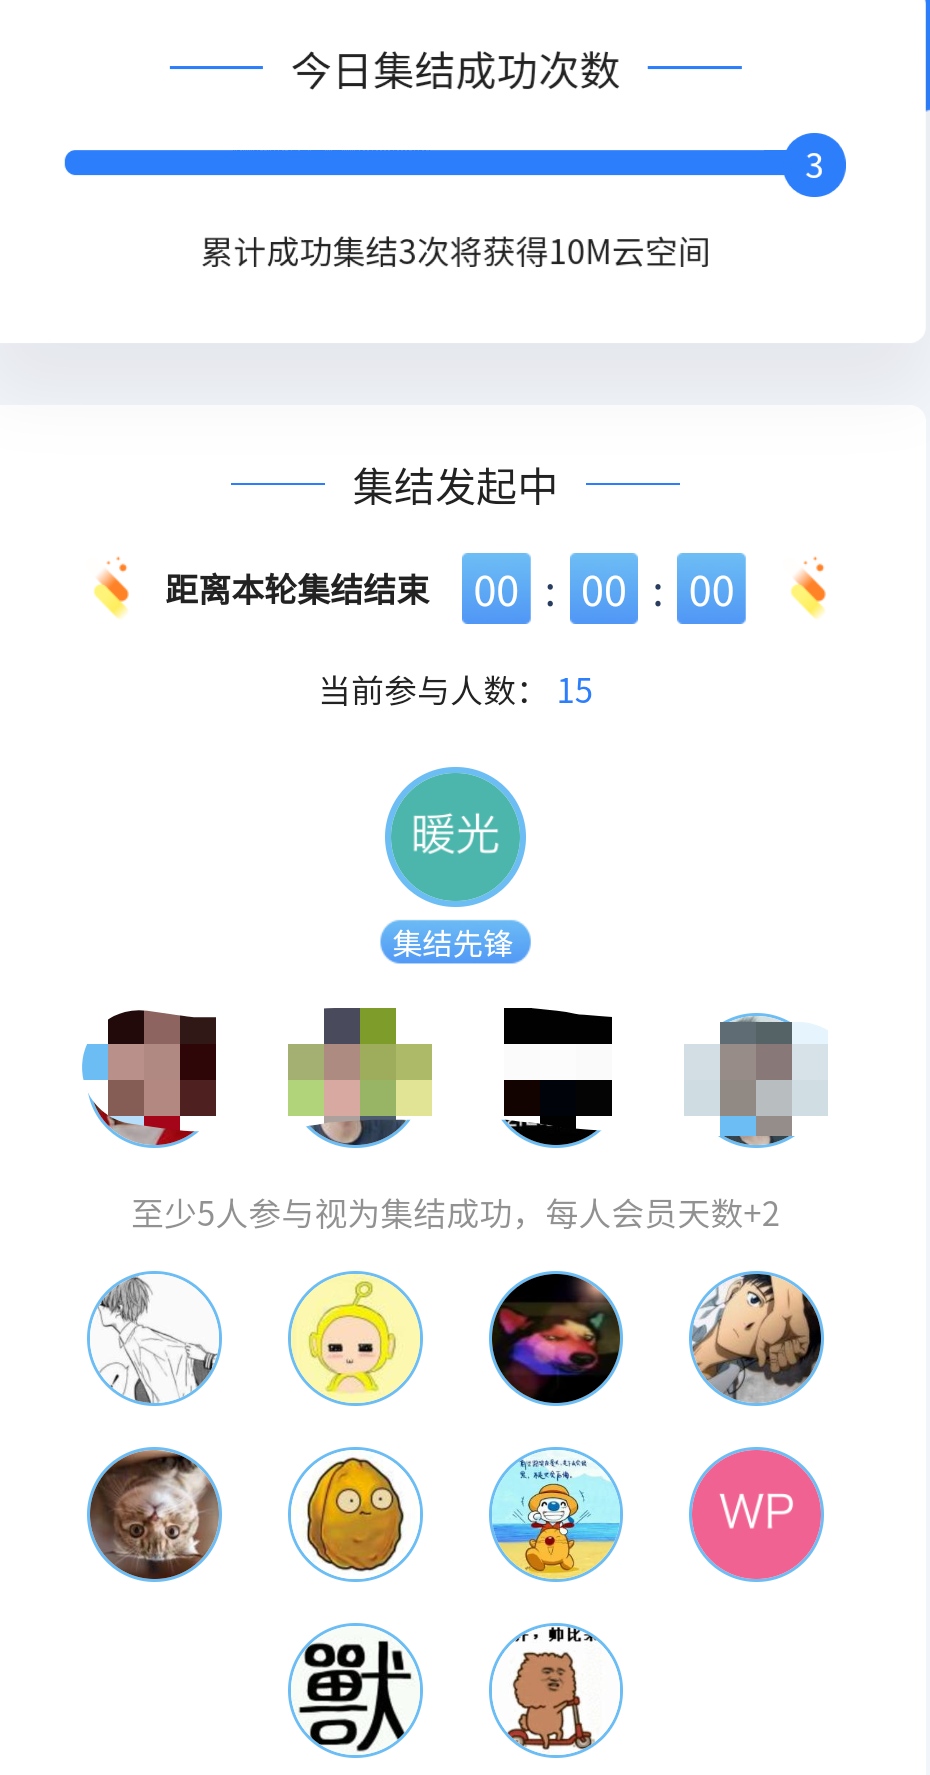 今日集结成功次数
3
累计成功集结3次将获得10M云空间
集结发起中
距离本轮集结结束 00 : 00 : 00
当前参与人数： 15
暖光
集结先锋
至少5人参与视为集结成功，每人会员天数+2
WP
獸
，帅比来